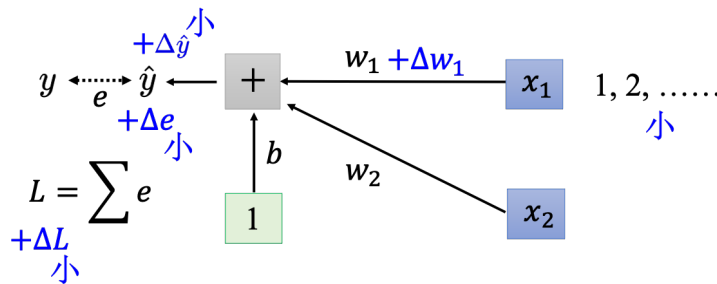 +Δŷ 小
y e ŷ + w₁ +Δw₁ x₁ 1, 2, ……
+Δe 小 小
b w₂
L = ∑ e 1 x₂
+ΔL
小